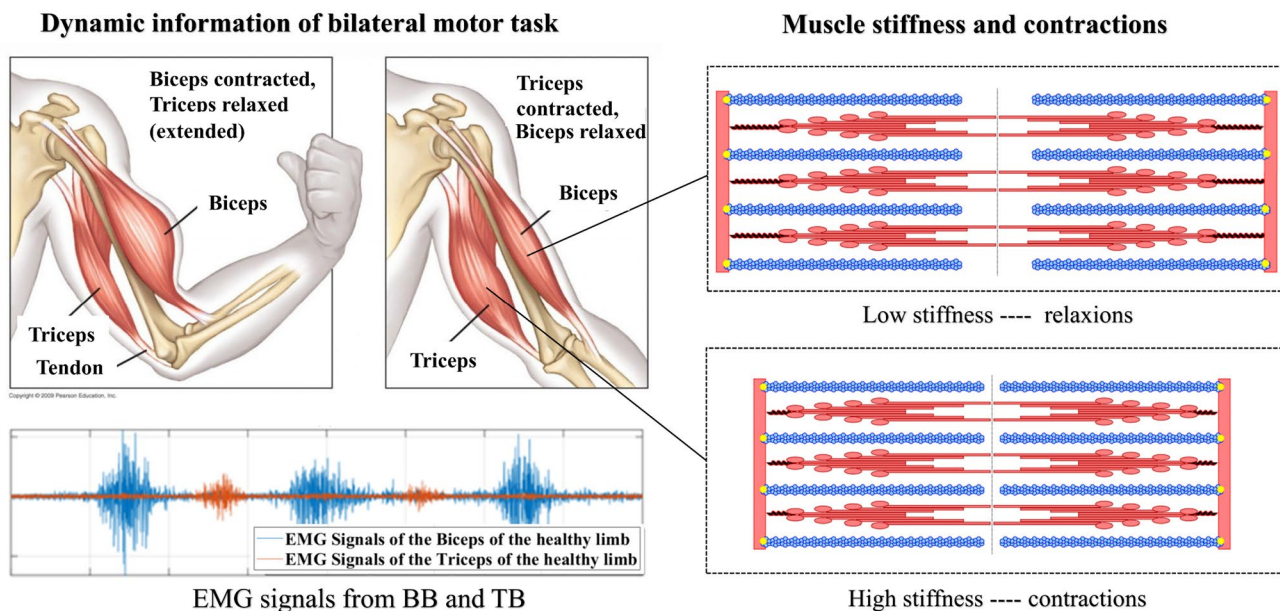 Dynamic information of bilateral motor task
Biceps contracted,
Triceps relaxed
(extended)
Biceps
Triceps
Tendon
Triceps
contracted,
Biceps relaxed
Biceps
Triceps
Copyright © 2009 Pearson Education, Inc.
EMG Signals of the Biceps of the healthy limb
EMG Signals of the Triceps of the healthy limb
EMG signals from BB and TB
Muscle stiffness and contractions
Low stiffness ---- relaxions
High stiffness ---- contractions